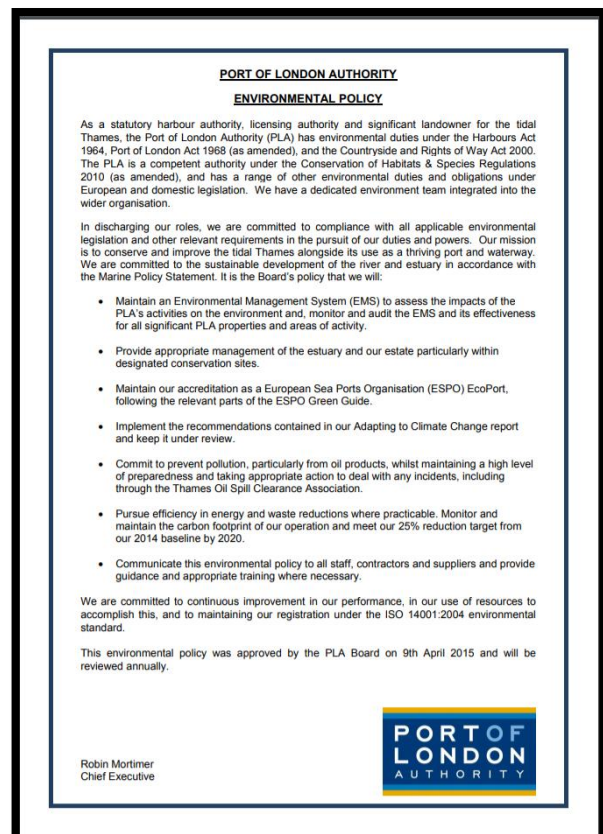 PORT OF LONDON AUTHORITY
ENVIRONMENTAL POLICY
As a statutory harbour authority, licensing authority and significant landowner for the tidal
Thames, the Port of London Authority (PLA) has environmental duties under the Harbours Act
1964, Port of London Act 1968 (as amended), and the Countryside and Rights of Way Act 2000.
The PLA is a competent authority under the Conservation of Habitats & Species Regulations
2010 (as amended), and has a range of other environmental duties and obligations under
European and domestic legislation. We have a dedicated environment team integrated into the
wider organisation.
In discharging our roles, we are committed to compliance with all applicable environmental
legislation and other relevant requirements in the pursuit of our duties and powers. Our mission
is to conserve and improve the tidal Thames alongside its use as a thriving port and waterway.
We are committed to the sustainable development of the river and estuary in accordance with
the Marine Policy Statement. It is the Board's policy that we will:
• Maintain an Environmental Management System (EMS) to assess the impacts of the
PLA's activities on the environment and, monitor and audit the EMS and its effectiveness
for all significant PLA properties and areas of activity.
• Provide appropriate management of the estuary and our estate particularly within
designated conservation sites.
• Maintain our accreditation as a European Sea Ports Organisation (ESPO) EcoPort,
following the relevant parts of the ESPO Green Guide.
• Implement the recommendations contained in our Adapting to Climate Change report
and keep it under review.
• Commit to prevent pollution, particularly from oil products, whilst maintaining a high level
of preparedness and taking appropriate action to deal with any incidents, including
through the Thames Oil Spill Clearance Association.
• Pursue efficiency in energy and waste reductions where practicable. Monitor and
maintain the carbon footprint of our operation and meet our 25% reduction target from
our 2014 baseline by 2020.
• Communicate this environmental policy to all staff, contractors and suppliers and provide
guidance and appropriate training where necessary.
We are committed to continuous improvement in our performance, in our use of resources to
accomplish this, and to maintaining our registration under the ISO 14001:2004 environmental
standard.
This environmental policy was approved by the PLA Board on 9th April 2015 and will be
reviewed annually.
Robin Mortimer
Chief Executive
PORT OF
LONDON
AUTHORITY